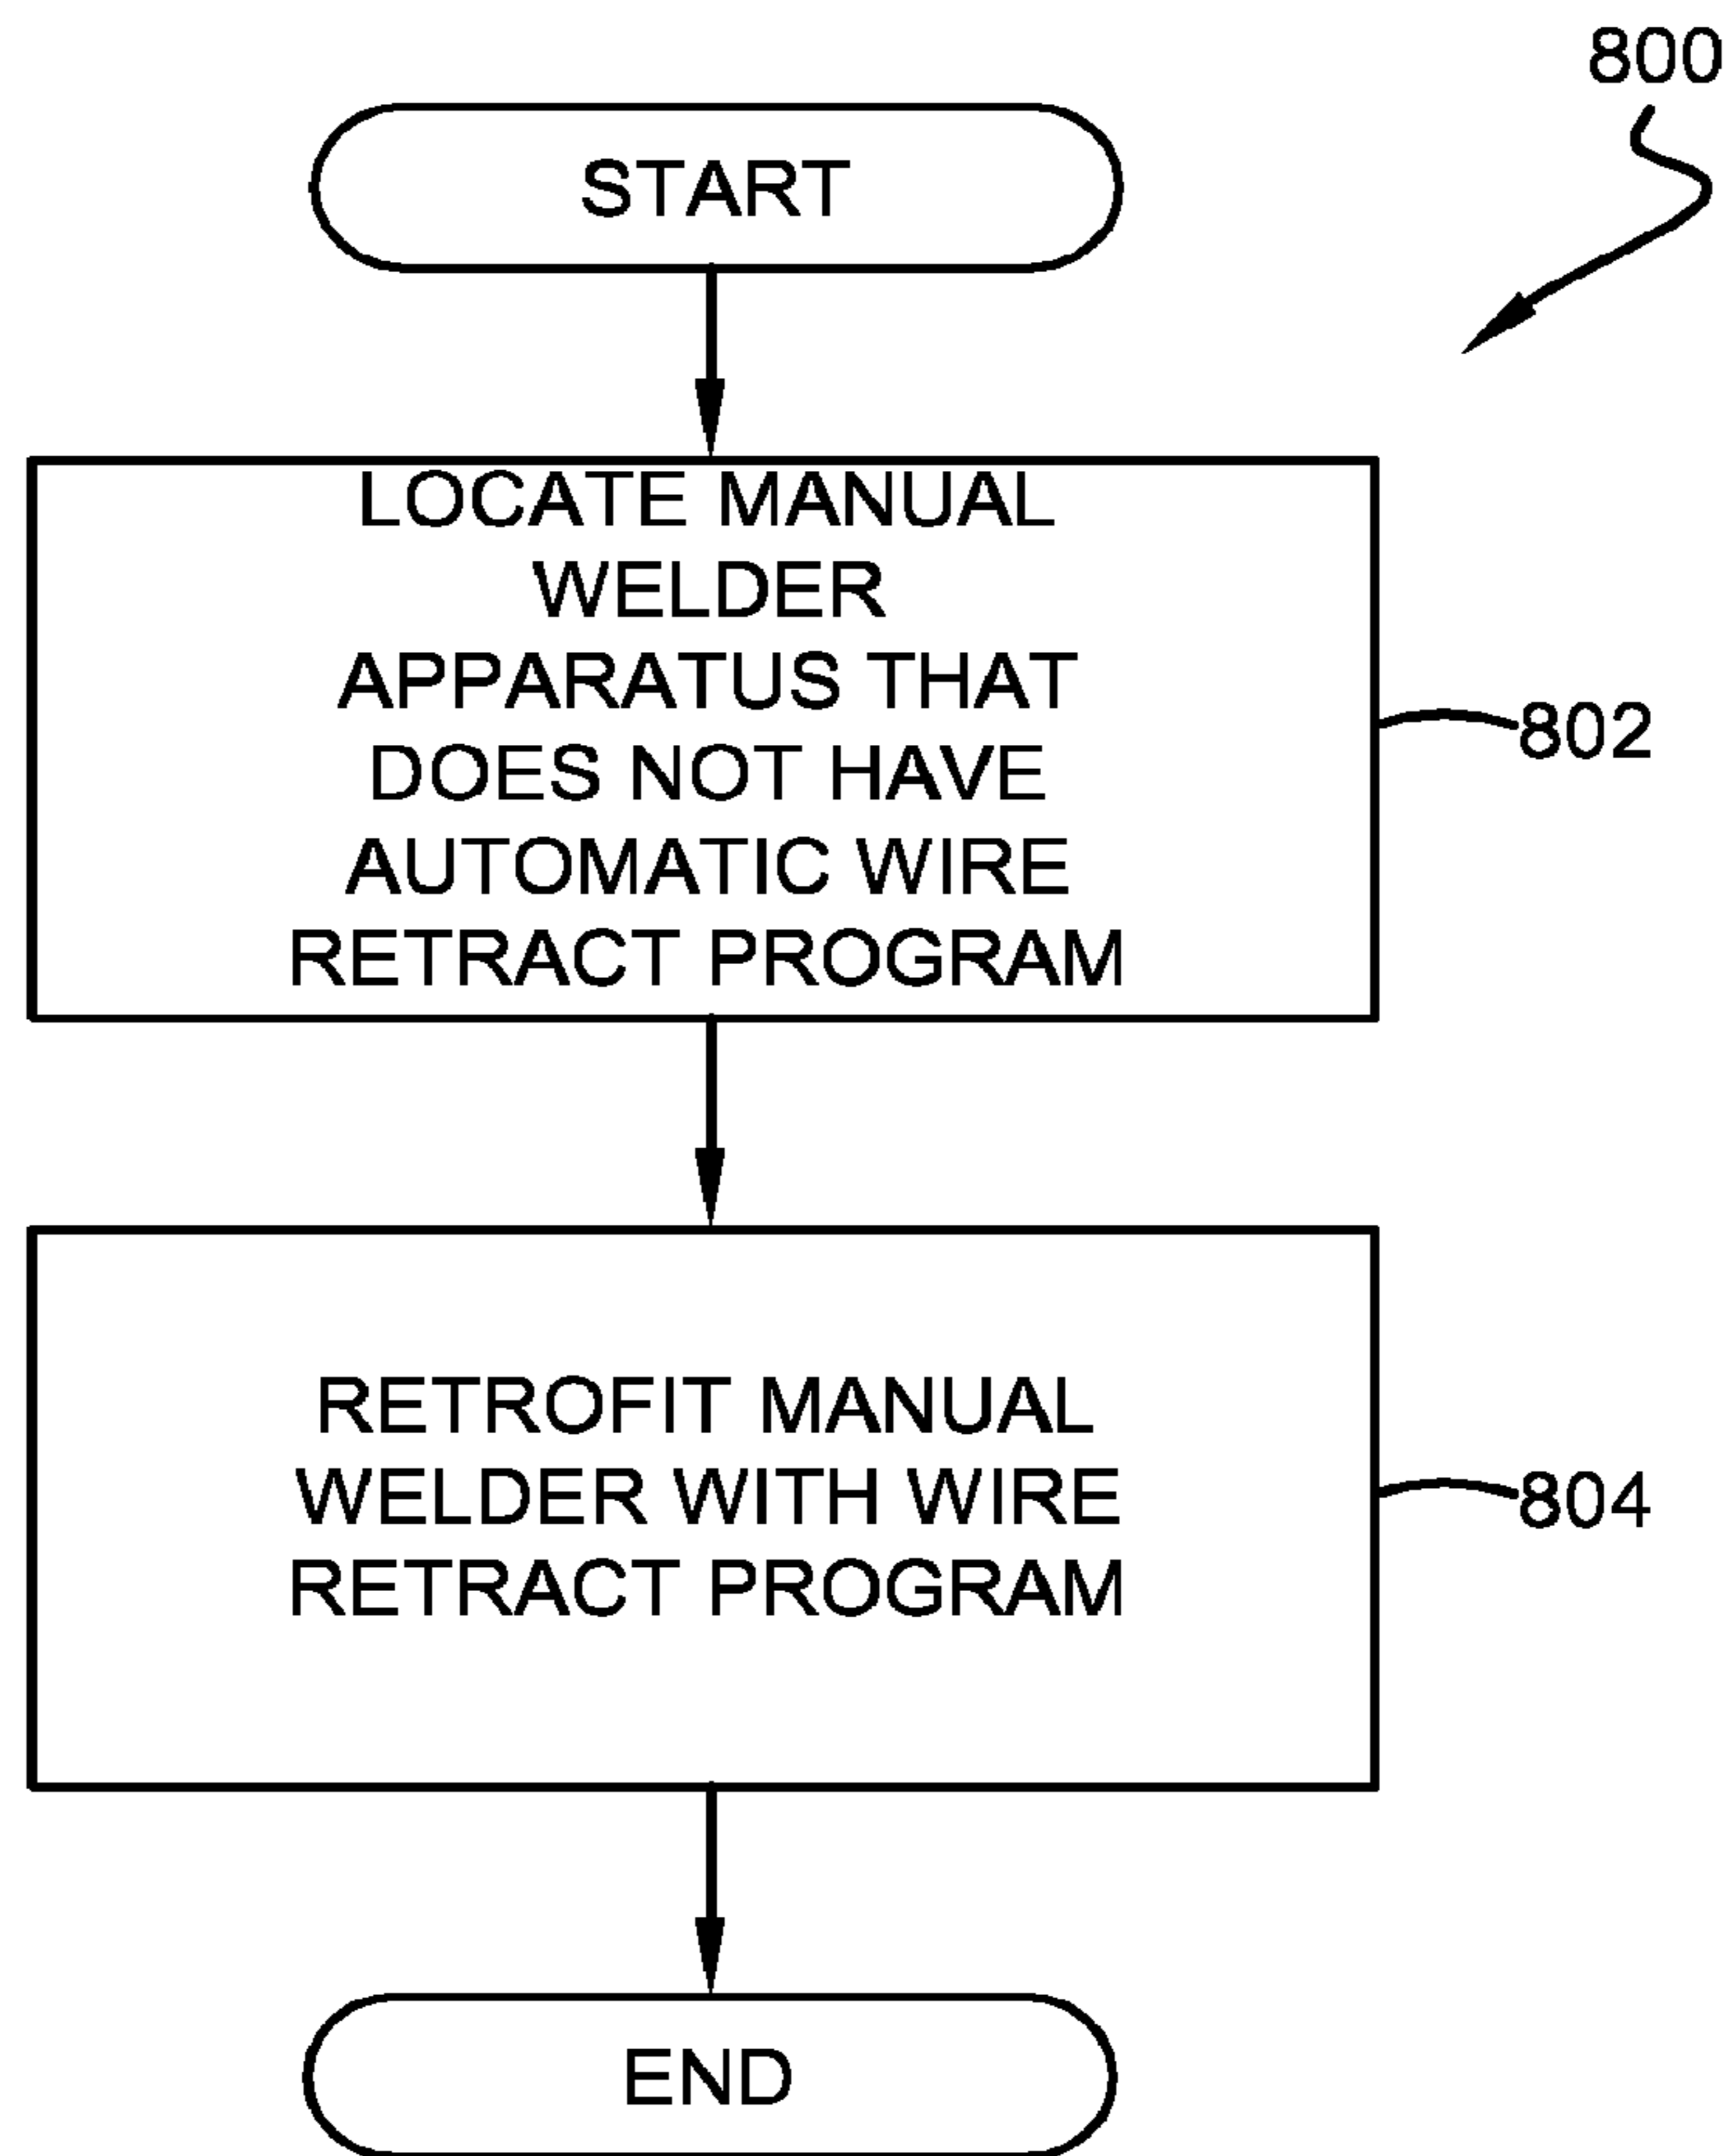 800
START
LOCATE MANUAL
WELDER
APPARATUS THAT
DOES NOT HAVE
AUTOMATIC WIRE
RETRACT PROGRAM
802
RETROFIT MANUAL
WELDER WITH WIRE
RETRACT PROGRAM
804
END